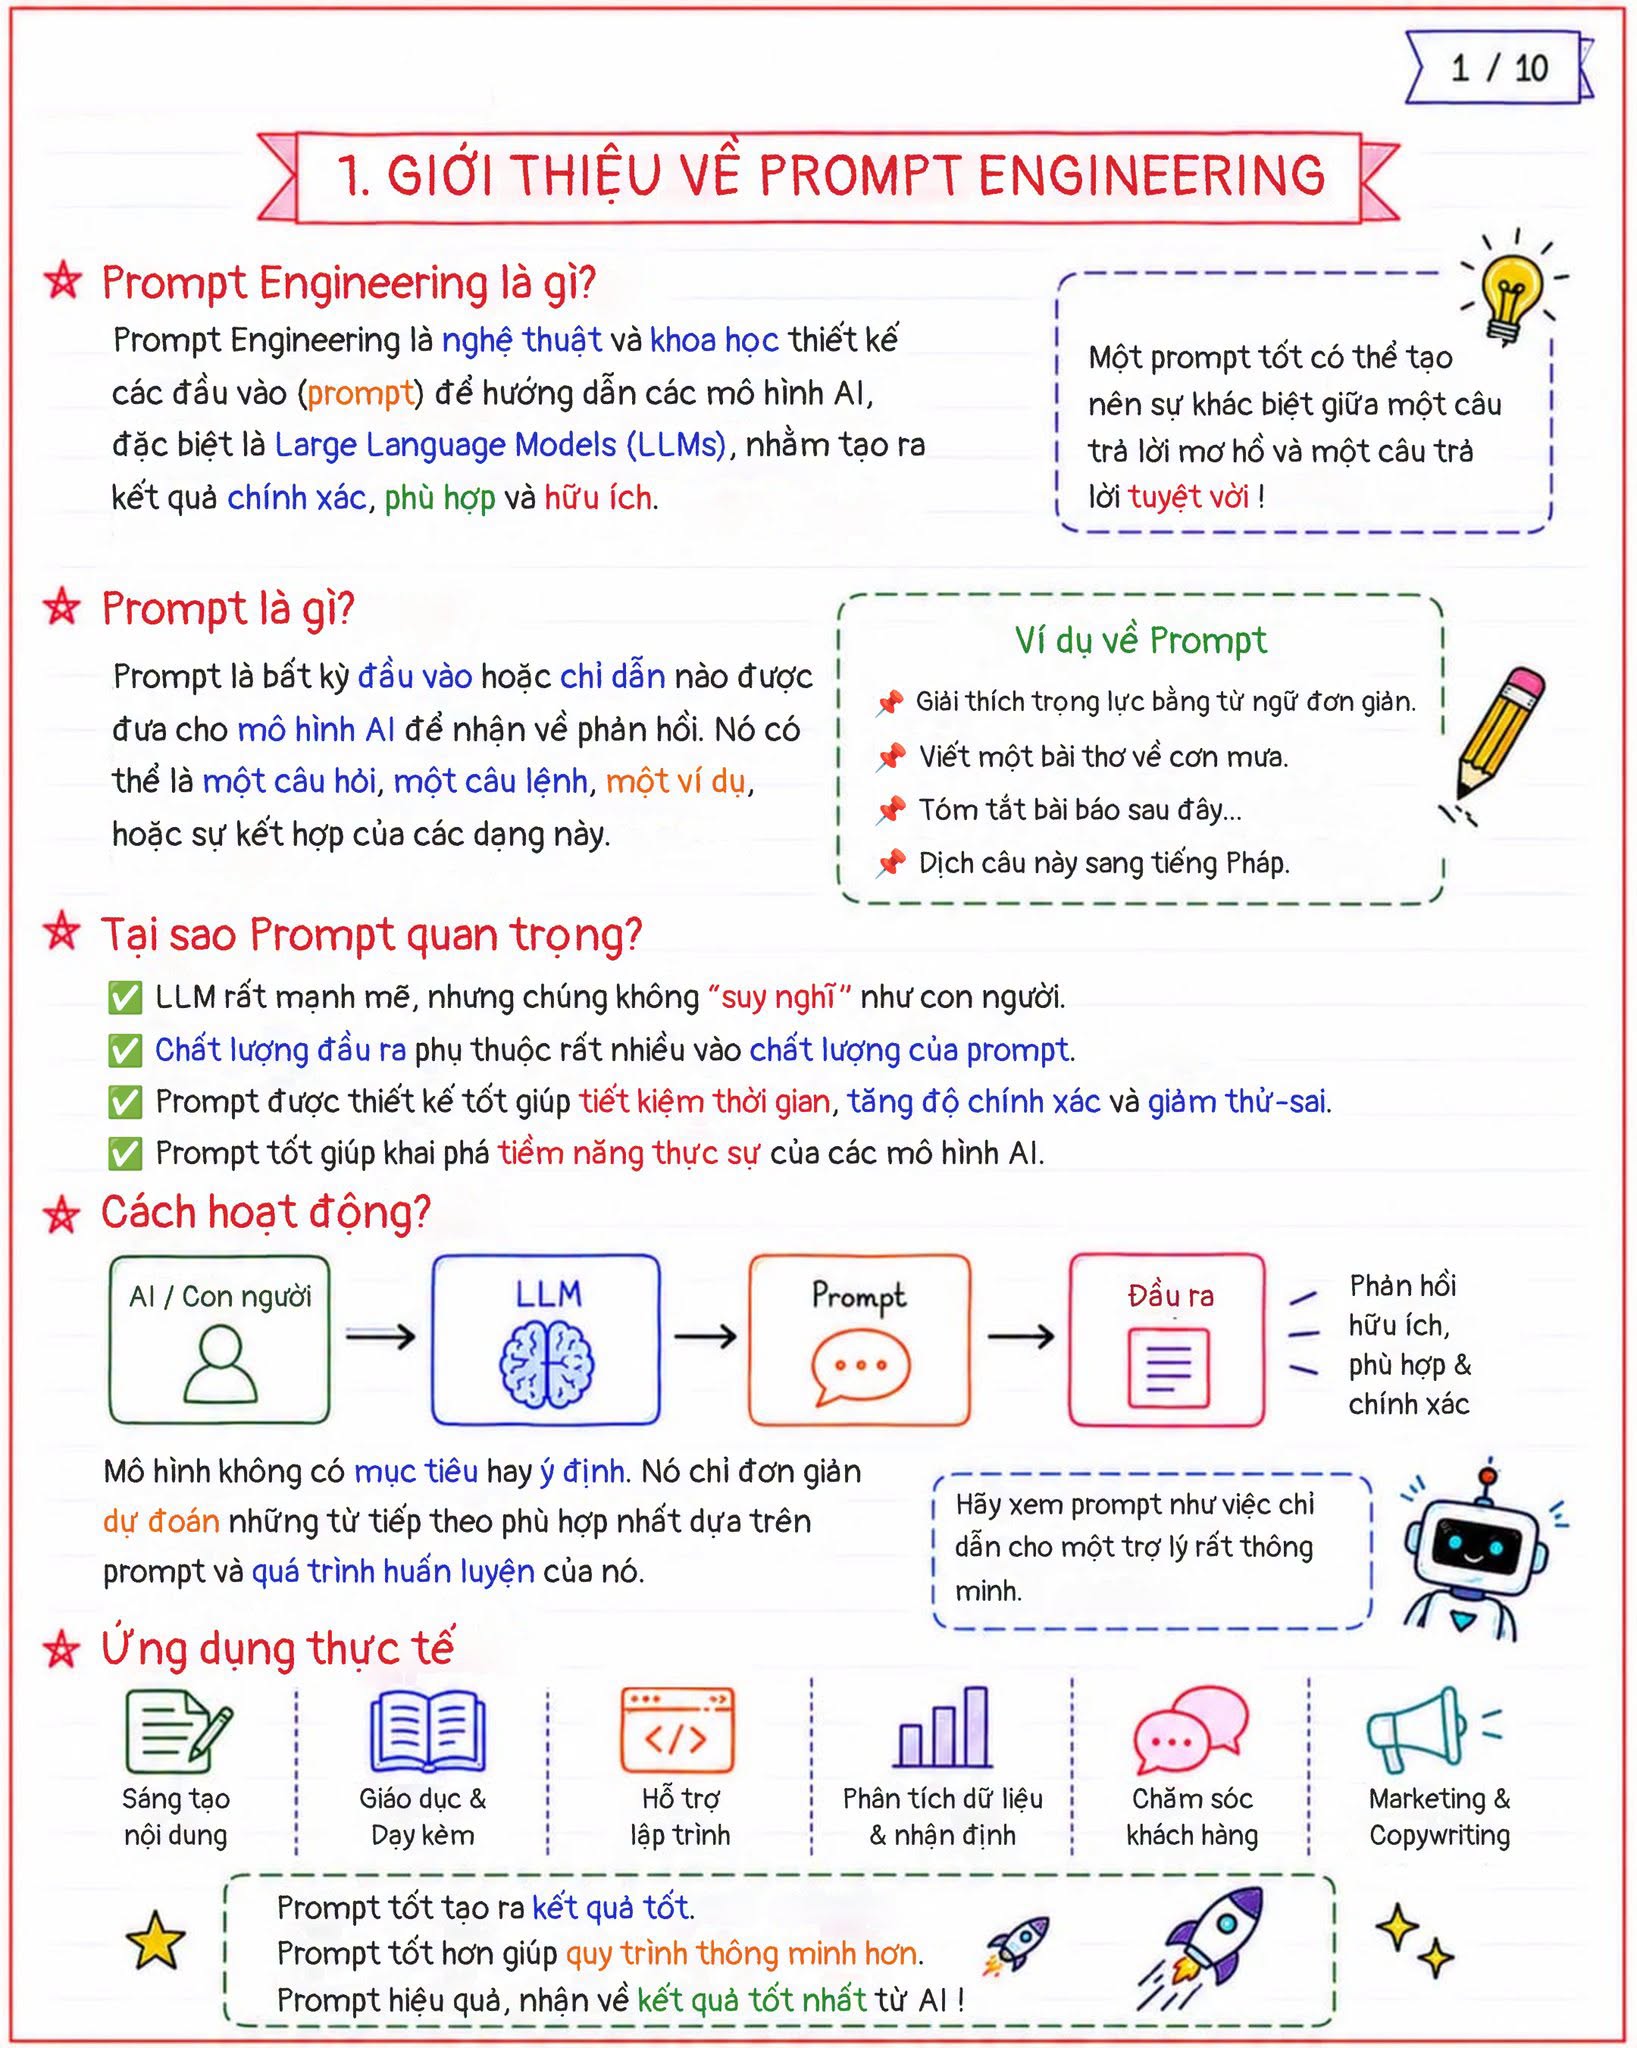 1 / 10
1. GIỚI THIỆU VỀ PROMPT ENGINEERING
Prompt Engineering là gì?
Prompt Engineering là nghệ thuật và khoa học thiết kế
các đầu vào (prompt) để hướng dẫn các mô hình AI,
đặc biệt là Large Language Models (LLMs), nhằm tạo ra
kết quả chính xác, phù hợp và hữu ích.
Một prompt tốt có thể tạo
nên sự khác biệt giữa một câu
trả lời mơ hồ và một câu trả
lời tuyệt vời !
Prompt là gì?
Prompt là bất kỳ đầu vào hoặc chỉ dẫn nào được
đưa cho mô hình AI để nhận về phản hồi. Nó có
thể là một câu hỏi, một câu lệnh, một ví dụ,
hoặc sự kết hợp của các dạng này.
Ví dụ về Prompt
Giải thích trọng lực bằng từ ngữ đơn giản.
Viết một bài thơ về cơn mưa.
Tóm tắt bài báo sau đây...
Dịch câu này sang tiếng Pháp.
Tại sao Prompt quan trọng?
LLM rất mạnh mẽ, nhưng chúng không “suy nghĩ” như con người.
Chất lượng đầu ra phụ thuộc rất nhiều vào chất lượng của prompt.
Prompt được thiết kế tốt giúp tiết kiệm thời gian, tăng độ chính xác và giảm thử-sai.
Prompt tốt giúp khai phá tiềm năng thực sự của các mô hình AI.
Cách hoạt động?
AI / Con người
LLM
Prompt
Đầu ra
Phản hồi
hữu ích,
phù hợp &
chính xác
Mô hình không có mục tiêu hay ý định. Nó chỉ đơn giản
dự đoán những từ tiếp theo phù hợp nhất dựa trên
prompt và quá trình huấn luyện của nó.
Hãy xem prompt như việc chỉ
dẫn cho một trợ lý rất thông
minh.
Ứng dụng thực tế
Sáng tạo
nội dung
Giáo dục &
Dạy kèm
Hỗ trợ
lập trình
Phân tích dữ liệu
& nhận định
Chăm sóc
khách hàng
Marketing &
Copywriting
Prompt tốt tạo ra kết quả tốt.
Prompt tốt hơn giúp quy trình thông minh hơn.
Prompt hiệu quả, nhận về kết quả tốt nhất từ AI !